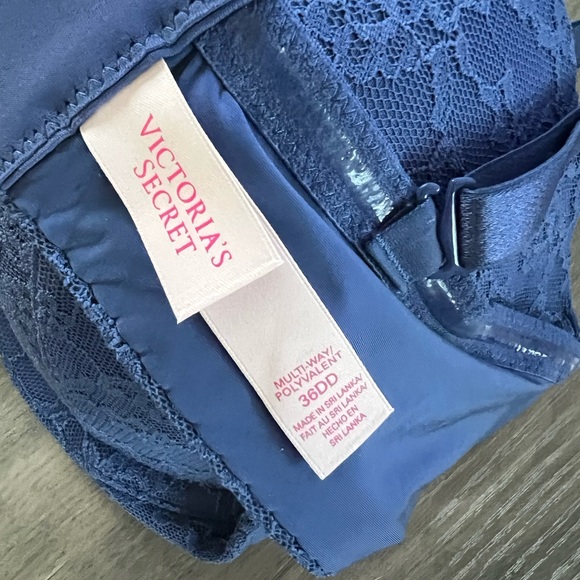 VICTORIA'S
SECRET
MULTI-WAY/
POLYVALENT
36DD
MADE IN SRI LANKA/
FAIT AU SRI LANKA/
HECHO EN
SRI LANKA